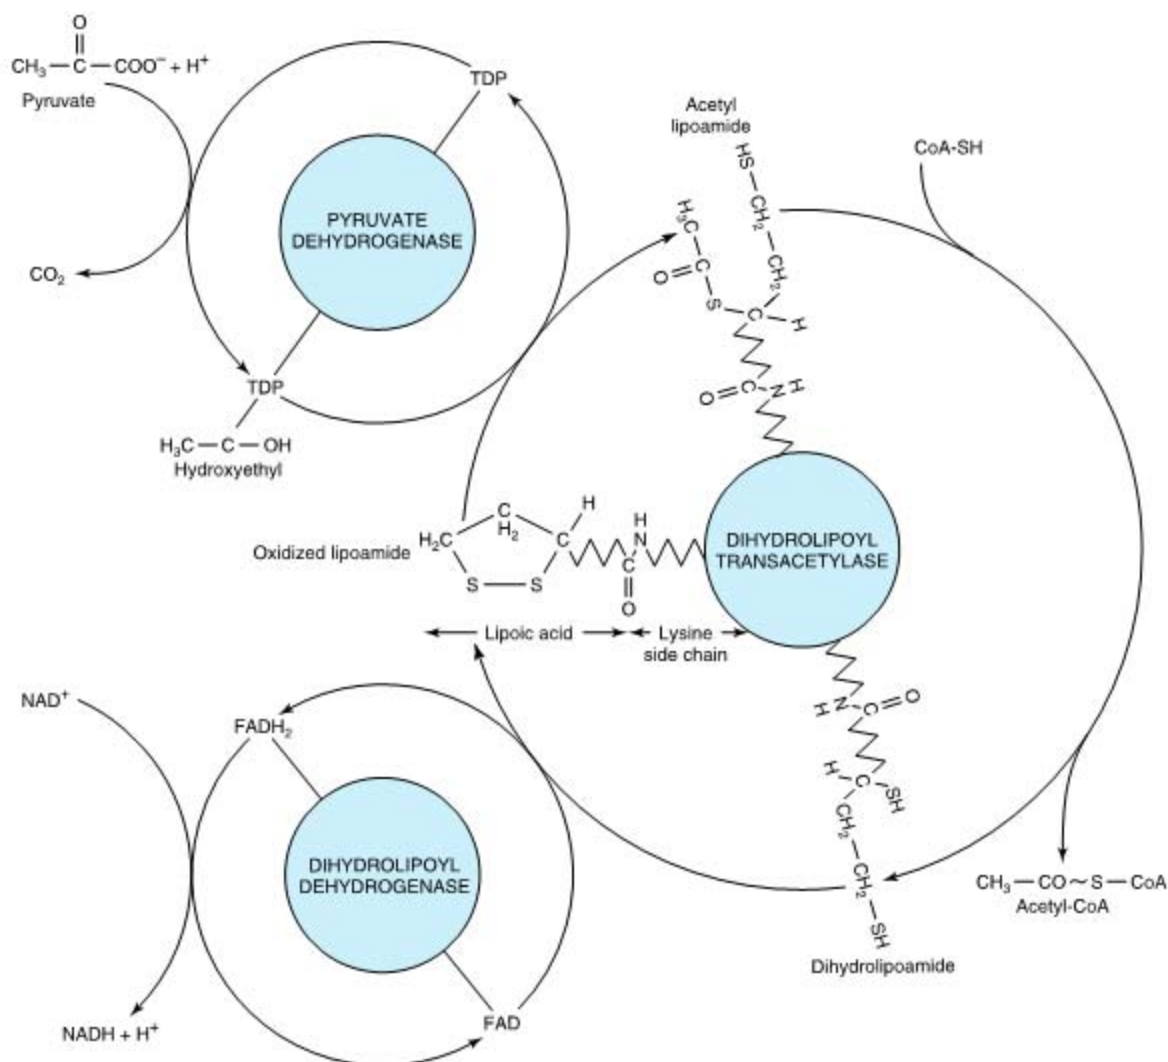 O
CH₃—C—COO⁻ + H⁺
Pyruvate
TDP
PYRUVATE
DEHYDROGENASE
CO₂
TDP
H₃C—C—OH
Hydroxyethyl
Acetyl
lipoamide
HS—CH₂—CH₂
CoA-SH
H₃C—C
O
S—C—H
O
C—N
H
Oxidized lipoamide
H₂C
C
H₂
C
H
S—S
C
O
H
N
DIHYDROLIPOYL
TRANSACETYLASE
Lipoic acid
Lysine
side chain
H
N—C
O
H
C
SH
CH₂
CH₂
SH
Dihydrolipoamide
CH₃—CO~S—CoA
Acetyl-CoA
NAD⁺
FADH₂
DIHYDROLIPOYL
DEHYDROGENASE
FAD
NADH + H⁺